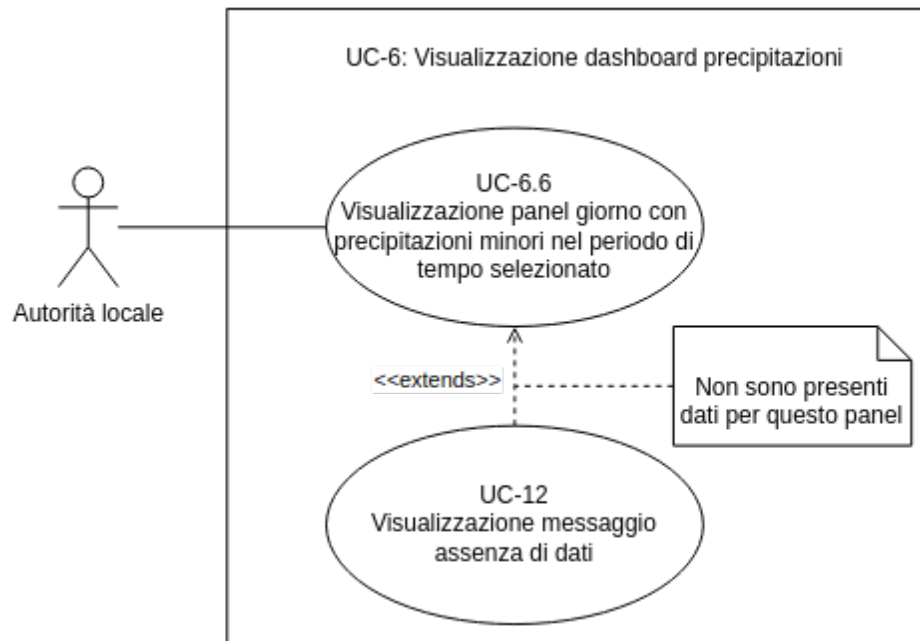 UC-6: Visualizzazione dashboard precipitazioni
UC-6.6
Visualizzazione panel giorno con
precipitazioni minori nel periodo di
tempo selezionato
Autorità locale
<<extends>>
Non sono presenti
dati per questo panel
UC-12
Visualizzazione messaggio
assenza di dati